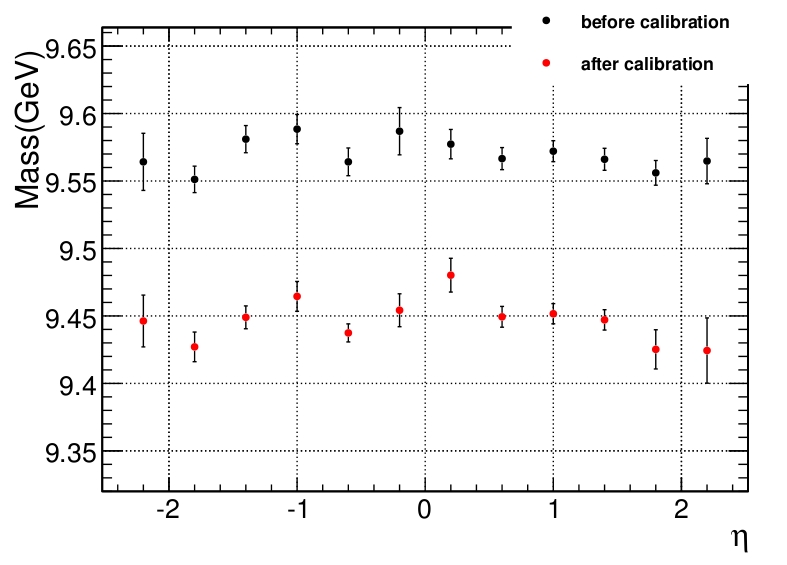 before calibration
after calibration
Mass(GeV)
9.65
9.6
9.55
9.5
9.45
9.4
9.35
-2 -1 0 1 2
η